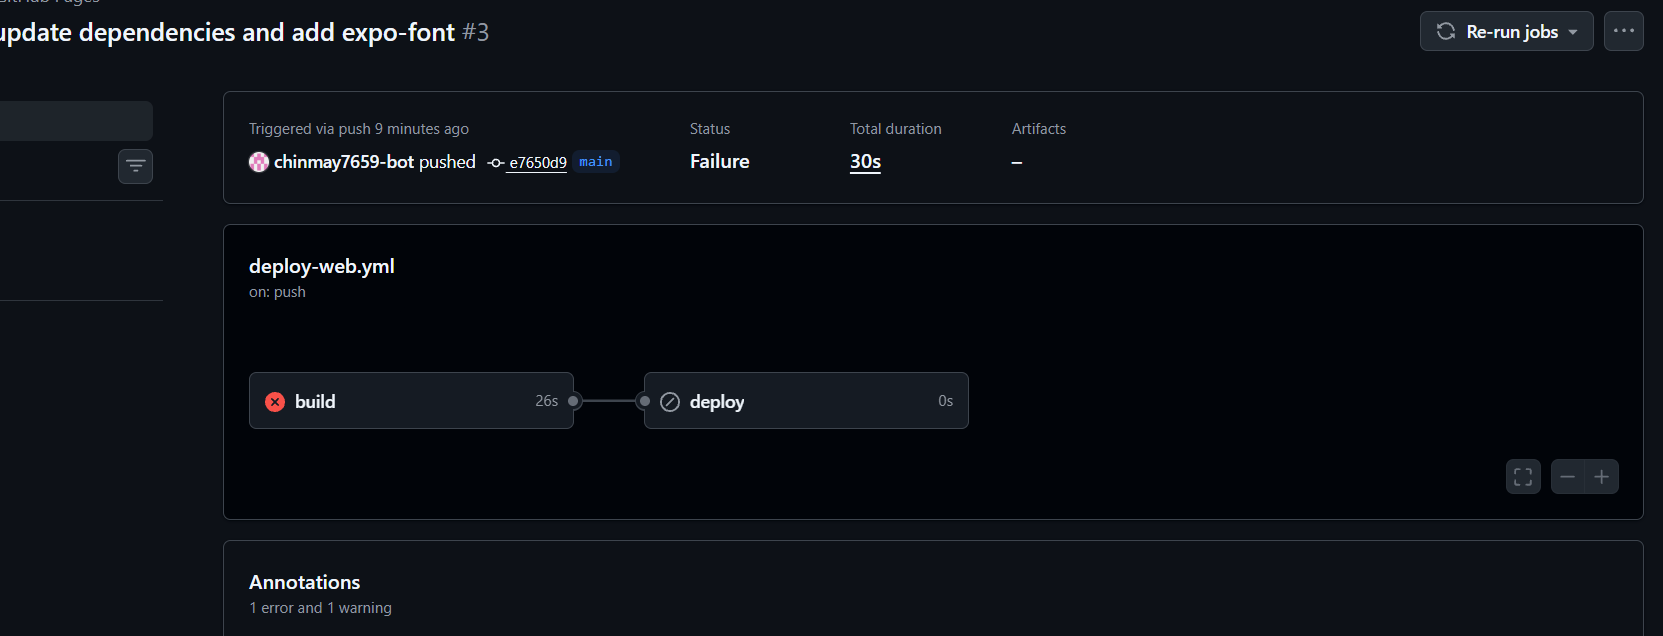 GitHub Pages
update dependencies and add expo-font #3
Re-run jobs
Triggered via push 9 minutes ago
chinmay7659-bot pushed e7650d9 main
Status
Failure
Total duration
30s
Artifacts
–
deploy-web.yml
on: push
build 26s
deploy 0s
Annotations
1 error and 1 warning